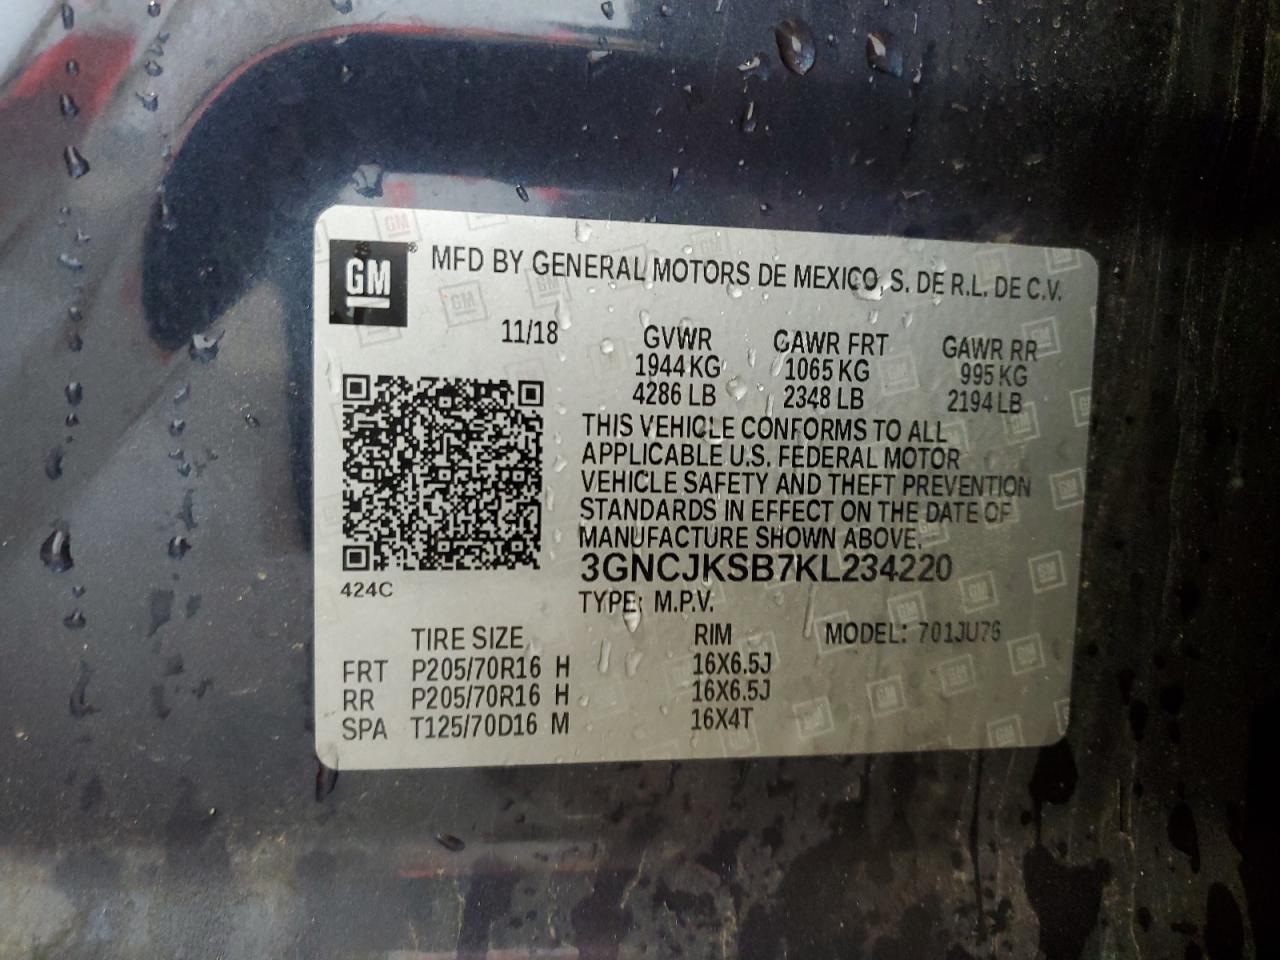 GM ® MFD BY GENERAL MOTORS DE MEXICO, S. DE R.L. DE C.V.
11/18 GVWR GAWR FRT GAWR RR
1944 KG 1065 KG 995 KG
4286 LB 2348 LB 2194 LB
THIS VEHICLE CONFORMS TO ALL
APPLICABLE U.S. FEDERAL MOTOR
VEHICLE SAFETY AND THEFT PREVENTION
STANDARDS IN EFFECT ON THE DATE OF
MANUFACTURE SHOWN ABOVE.
3GNCJKSB7KL234220
424C
TYPE: M.P.V.
TIRE SIZE RIM MODEL: 701JU76
FRT P205/70R16 H 16X6.5J
RR P205/70R16 H 16X6.5J
SPA T125/70D16 M 16X4T